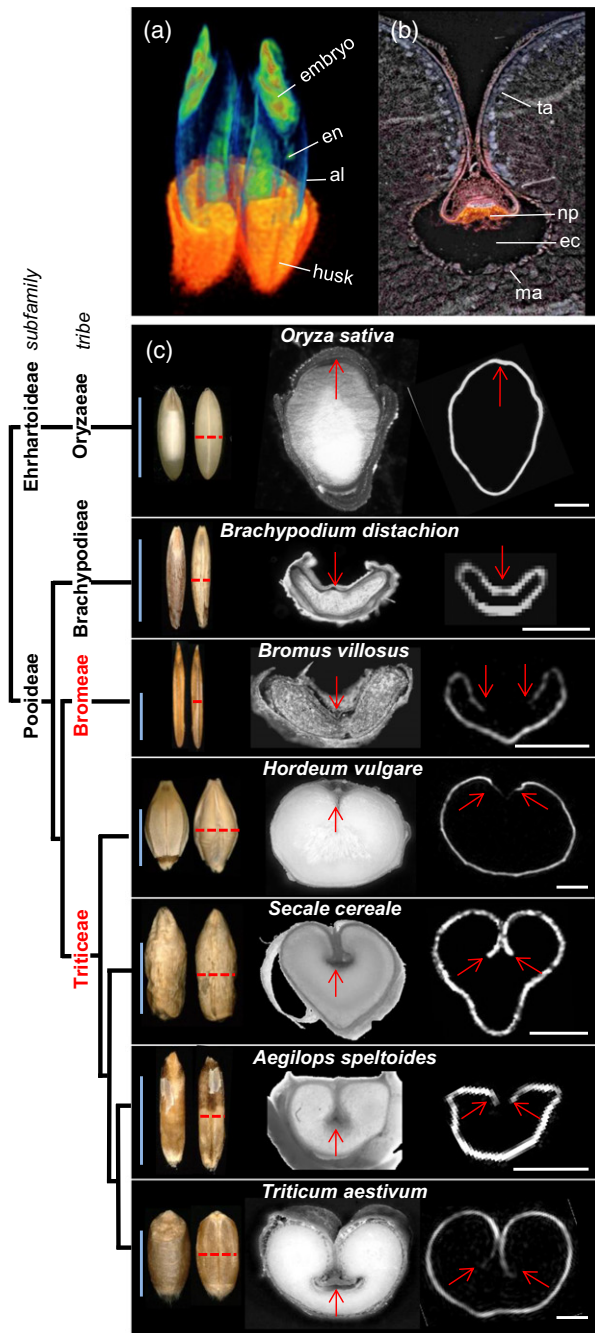 (a)
embryo
en
al
husk
(b)
ta
np
ec
ma
subfamily
tribe
(c)
Ehrhartoideae
Oryzaeae
Oryza sativa
Pooideae
Brachypodieae
Brachypodium distachion
Bromeae
Bromus villosus
Triticeae
Hordeum vulgare
Secale cereale
Aegilops speltoides
Triticum aestivum